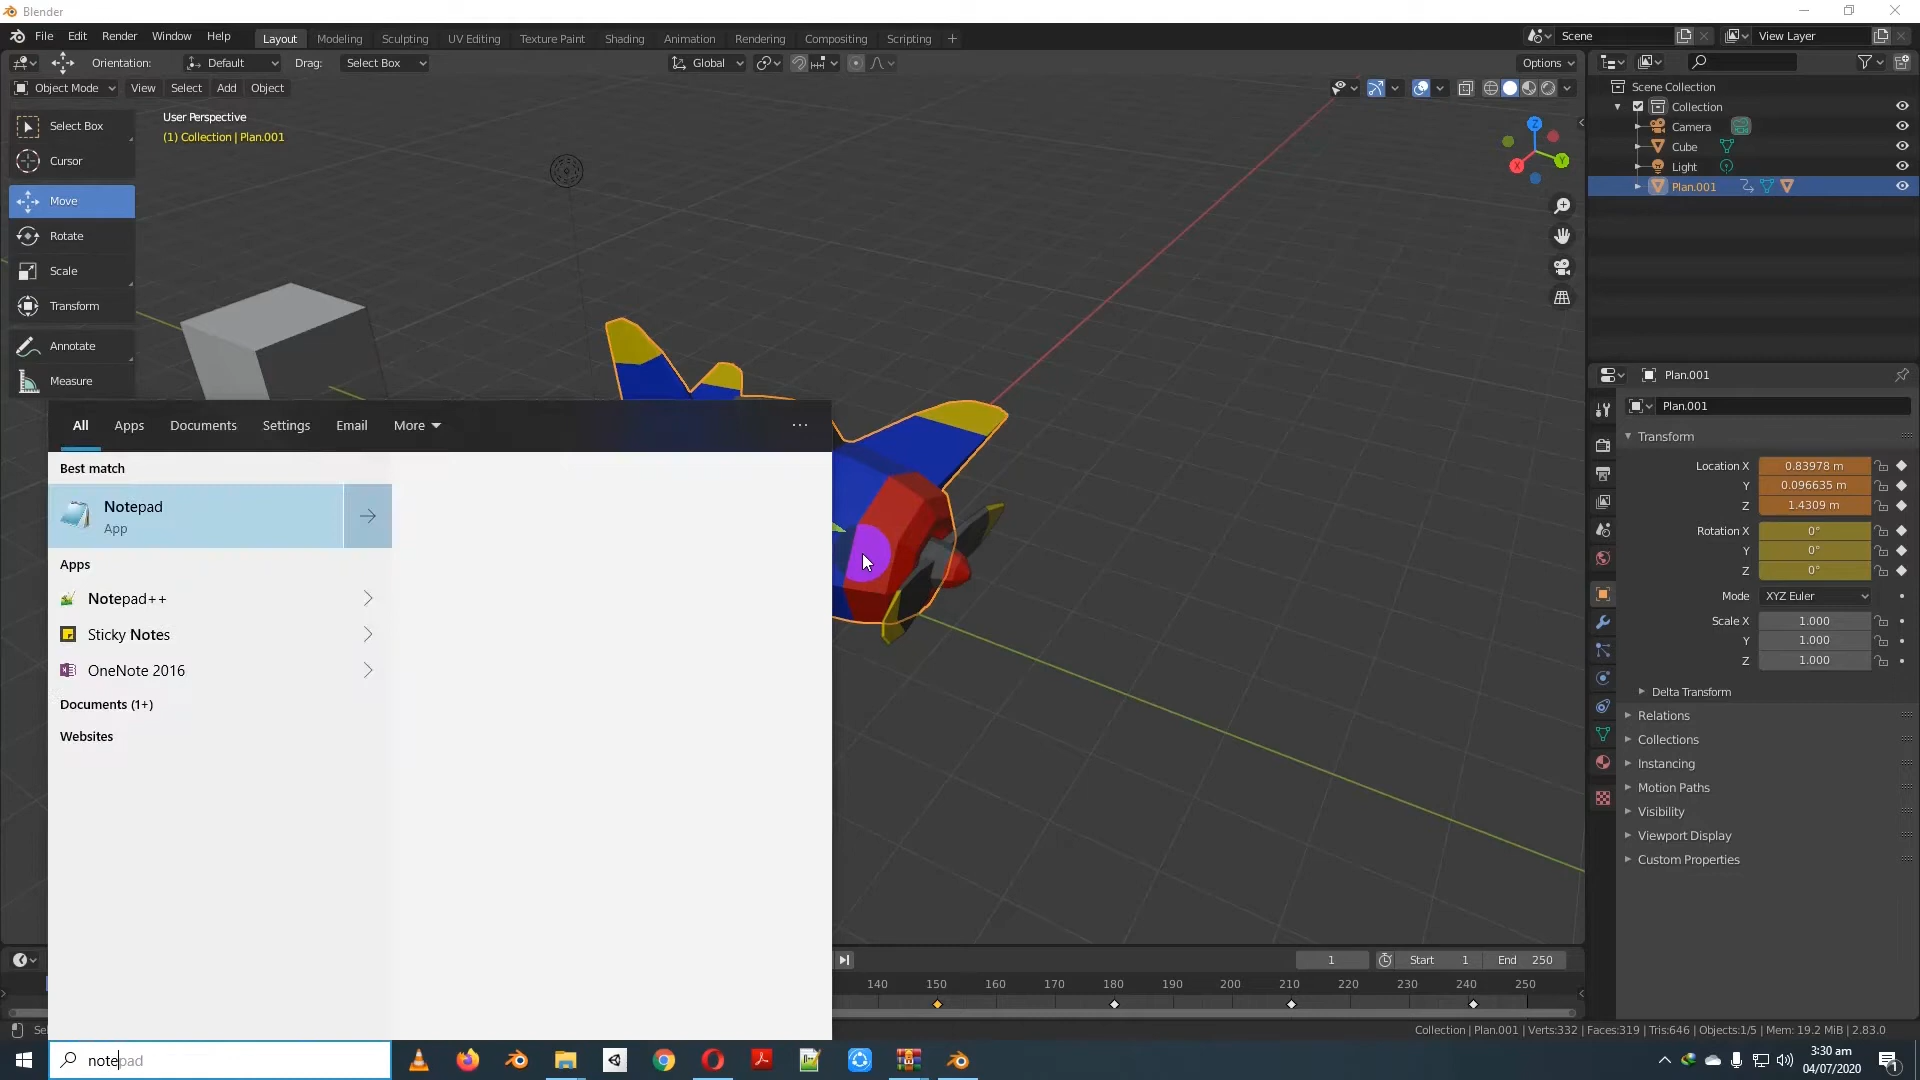 Blender
File Edit Render Window Help Layout Modeling Sculpting UV Editing Texture Paint Shading Animation Rendering Compositing Scripting + Scene View Layer
Orientation: Default Drag: Select Box Global Options
Object Mode View Select Add Object
User Perspective
(1) Collection | Plan.001
Select Box
Cursor
Move
Rotate
Scale
Transform
Annotate
Measure
Z
Y
X
Scene Collection
Collection
Camera
Cube
Light
Plan.001
Plan.001
Plan.001
Transform
Location X 0.83978 m
Y 0.096635 m
Z 1.4309 m
Rotation X 0°
Y 0°
Z 0°
Mode XYZ Euler
Scale X 1.000
Y 1.000
Z 1.000
Delta Transform
Relations
Collections
Instancing
Motion Paths
Visibility
Viewport Display
Custom Properties
All Apps Documents Settings Email More ...
Best match
Notepad
App
Apps
Notepad++
Sticky Notes
OneNote 2016
Documents (1+)
Websites
1 Start 1 End 250
140 150 160 170 180 190 200 210 220 230 240 250
Collection | Plan.001 | Verts:332 | Faces:319 | Tris:646 | Objects:1/5 | Mem: 19.2 MiB | 2.83.0
notepad
3:30 am
04/07/2020
1